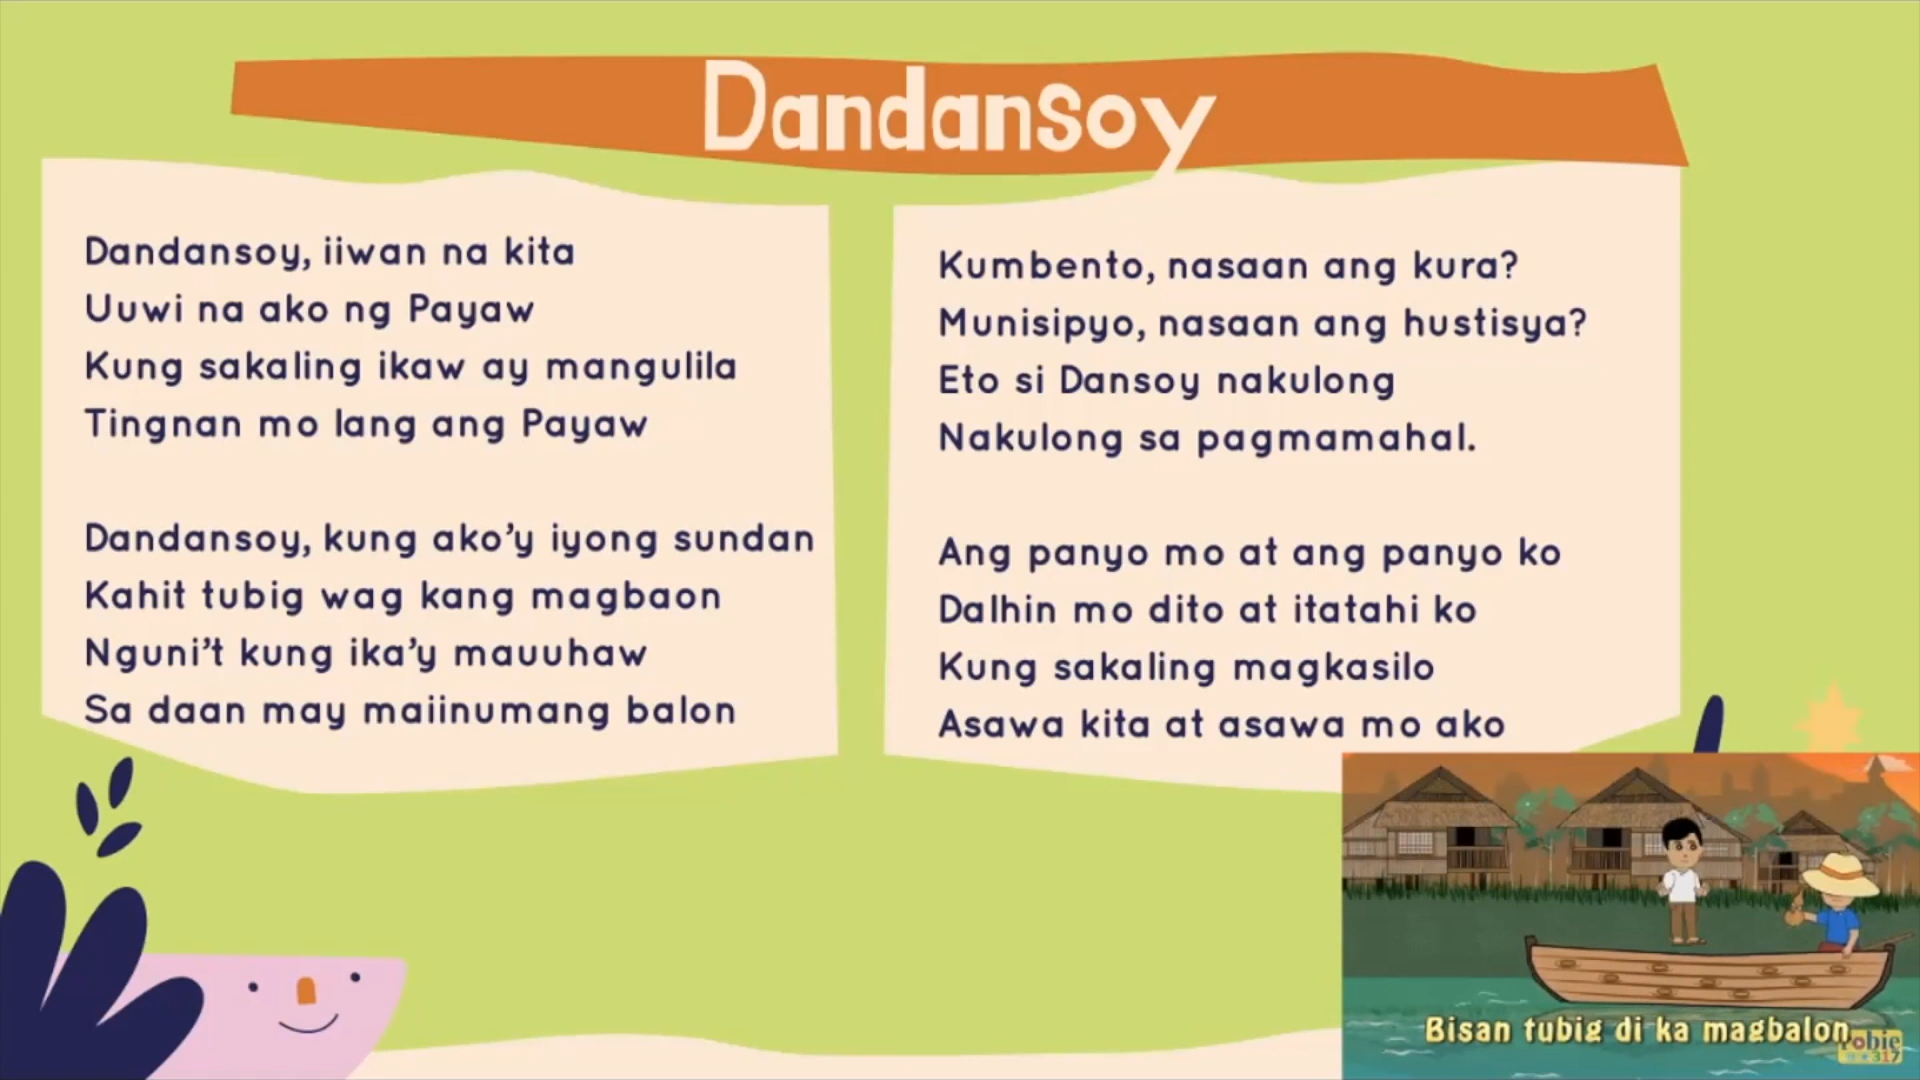 Dandansoy
Dandansoy, iiwan na kita
Uuwi na ako ng Payaw
Kung sakaling ikaw ay mangulila
Tingnan mo lang ang Payaw
Dandansoy, kung ako’y iyong sundan
Kahit tubig wag kang magbaon
Nguni’t kung ika’y mauuhaw
Sa daan may maiinumang balon
Kumbento, nasaan ang kura?
Munisipyo, nasaan ang hustisya?
Eto si Dansoy nakulong
Nakulong sa pagmamahal.
Ang panyo mo at ang panyo ko
Dalhin mo dito at itatahi ko
Kung sakaling magkasilo
Asawa kita at asawa mo ako
Bisan tubig di ka magbalon
robie
317